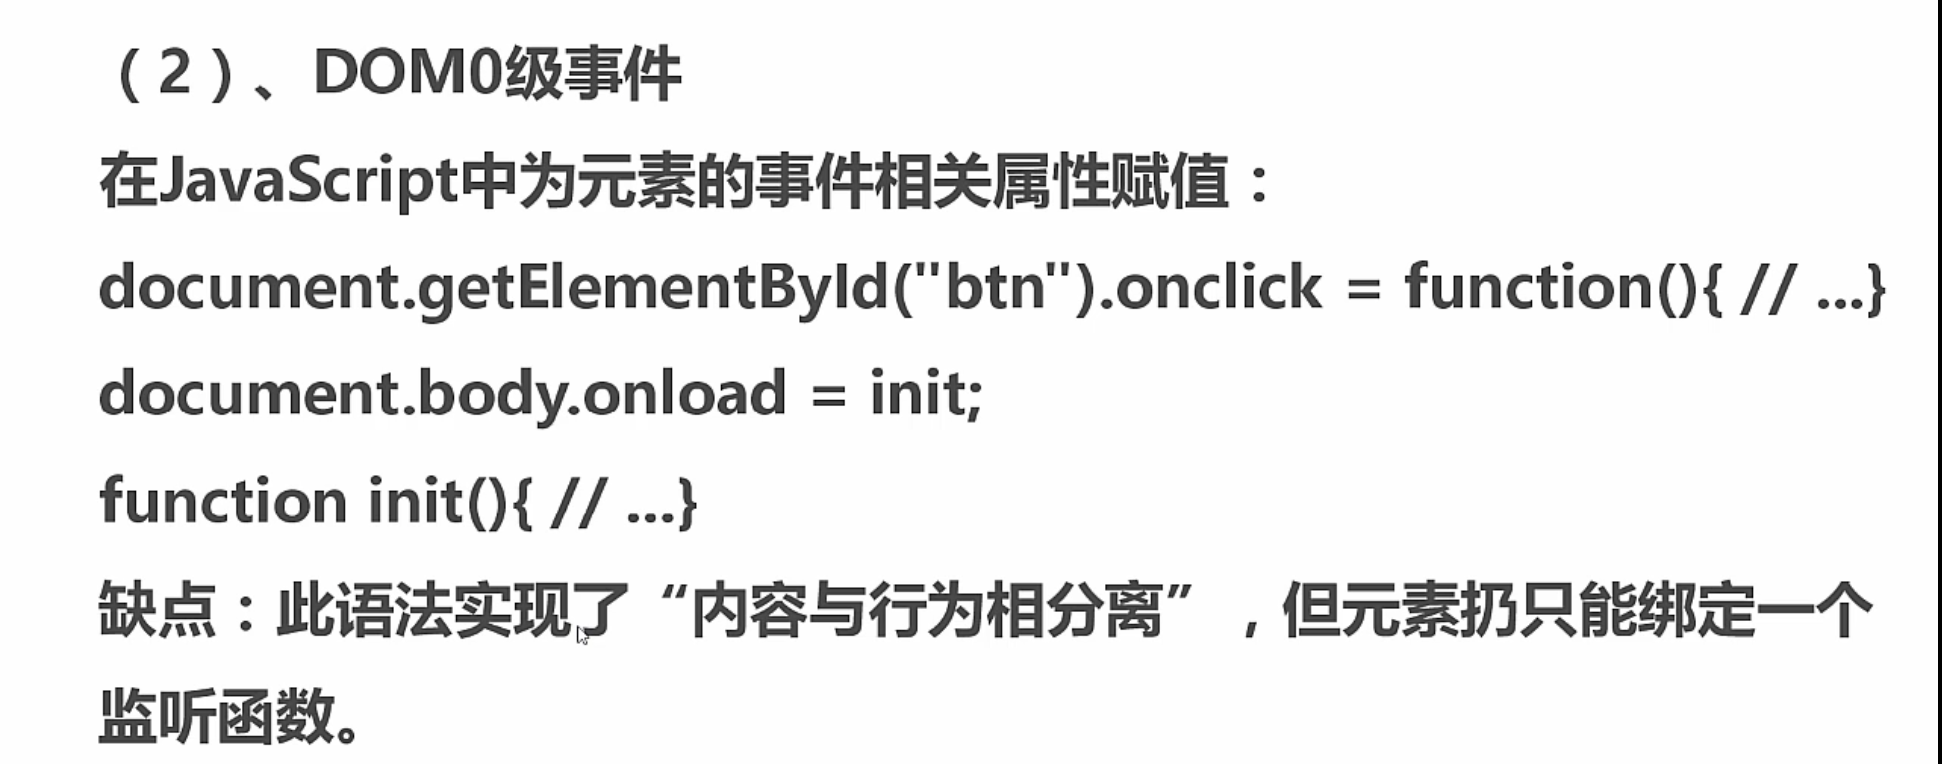 （2）、DOM0级事件
在JavaScript中为元素的事件相关属性赋值：
document.getElementById("btn").onclick = function(){ // ...}
document.body.onload = init;
function init(){ // ...}
缺点：此语法实现了“内容与行为相分离”，但元素扔只能绑定一个
监听函数。